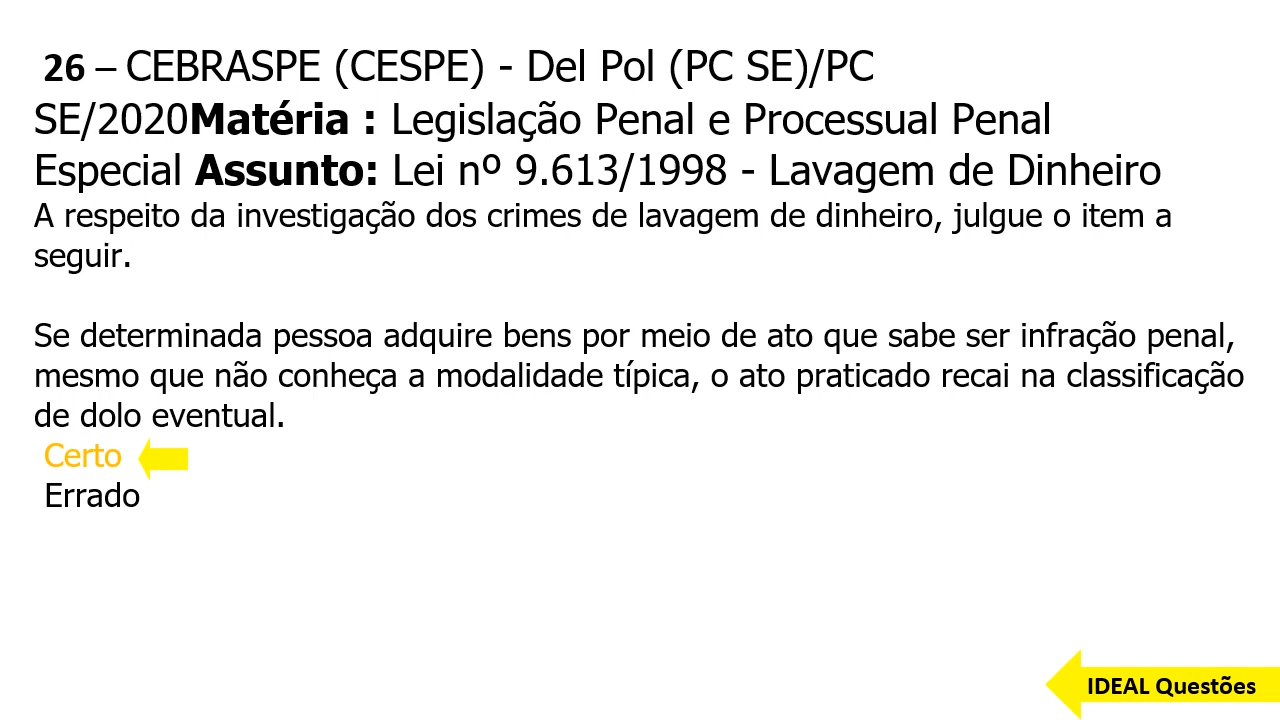 26 – CEBRASPE (CESPE) - Del Pol (PC SE)/PC
SE/2020Matéria : Legislação Penal e Processual Penal
Especial Assunto: Lei nº 9.613/1998 - Lavagem de Dinheiro
A respeito da investigação dos crimes de lavagem de dinheiro, julgue o item a
seguir.
Se determinada pessoa adquire bens por meio de ato que sabe ser infração penal,
mesmo que não conheça a modalidade típica, o ato praticado recai na classificação
de dolo eventual.
Certo
Errado
IDEAL Questões